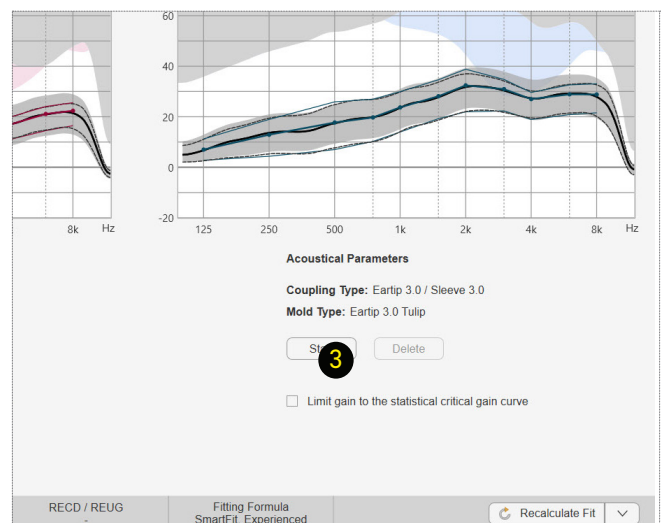 60
40
20
0
-20
8k Hz 125 250 500 1k 2k 4k 8k Hz
Acoustical Parameters
Coupling Type: Eartip 3.0 / Sleeve 3.0
Mold Type: Eartip 3.0 Tulip
3 Delete
Limit gain to the statistical critical gain curve
RECD / REUG Fitting Formula
- SmartFit, Experienced
Recalculate Fit